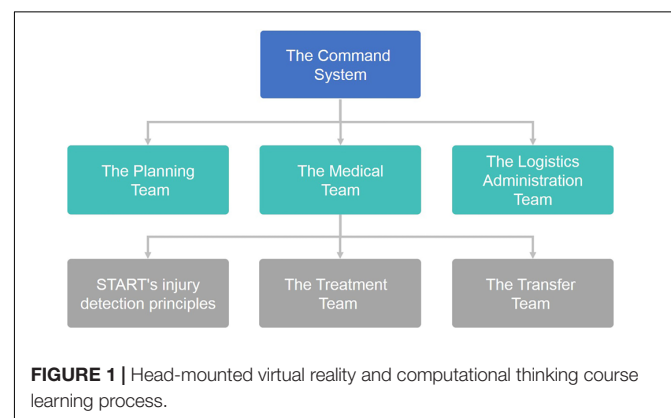 The Command
System
The Planning
Team
The Medical
Team
The Logistics
Administration
Team
START's injury
detection principles
The Treatment
Team
The Transfer
Team
FIGURE 1 | Head-mounted virtual reality and computational thinking course
learning process.